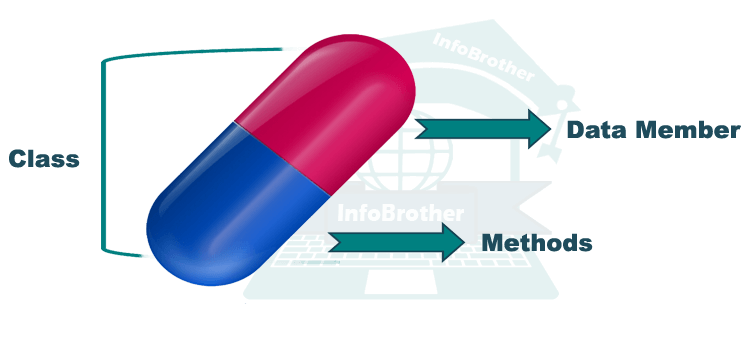 InfoBrother
Data Member
Class
InfoBrother
Methods